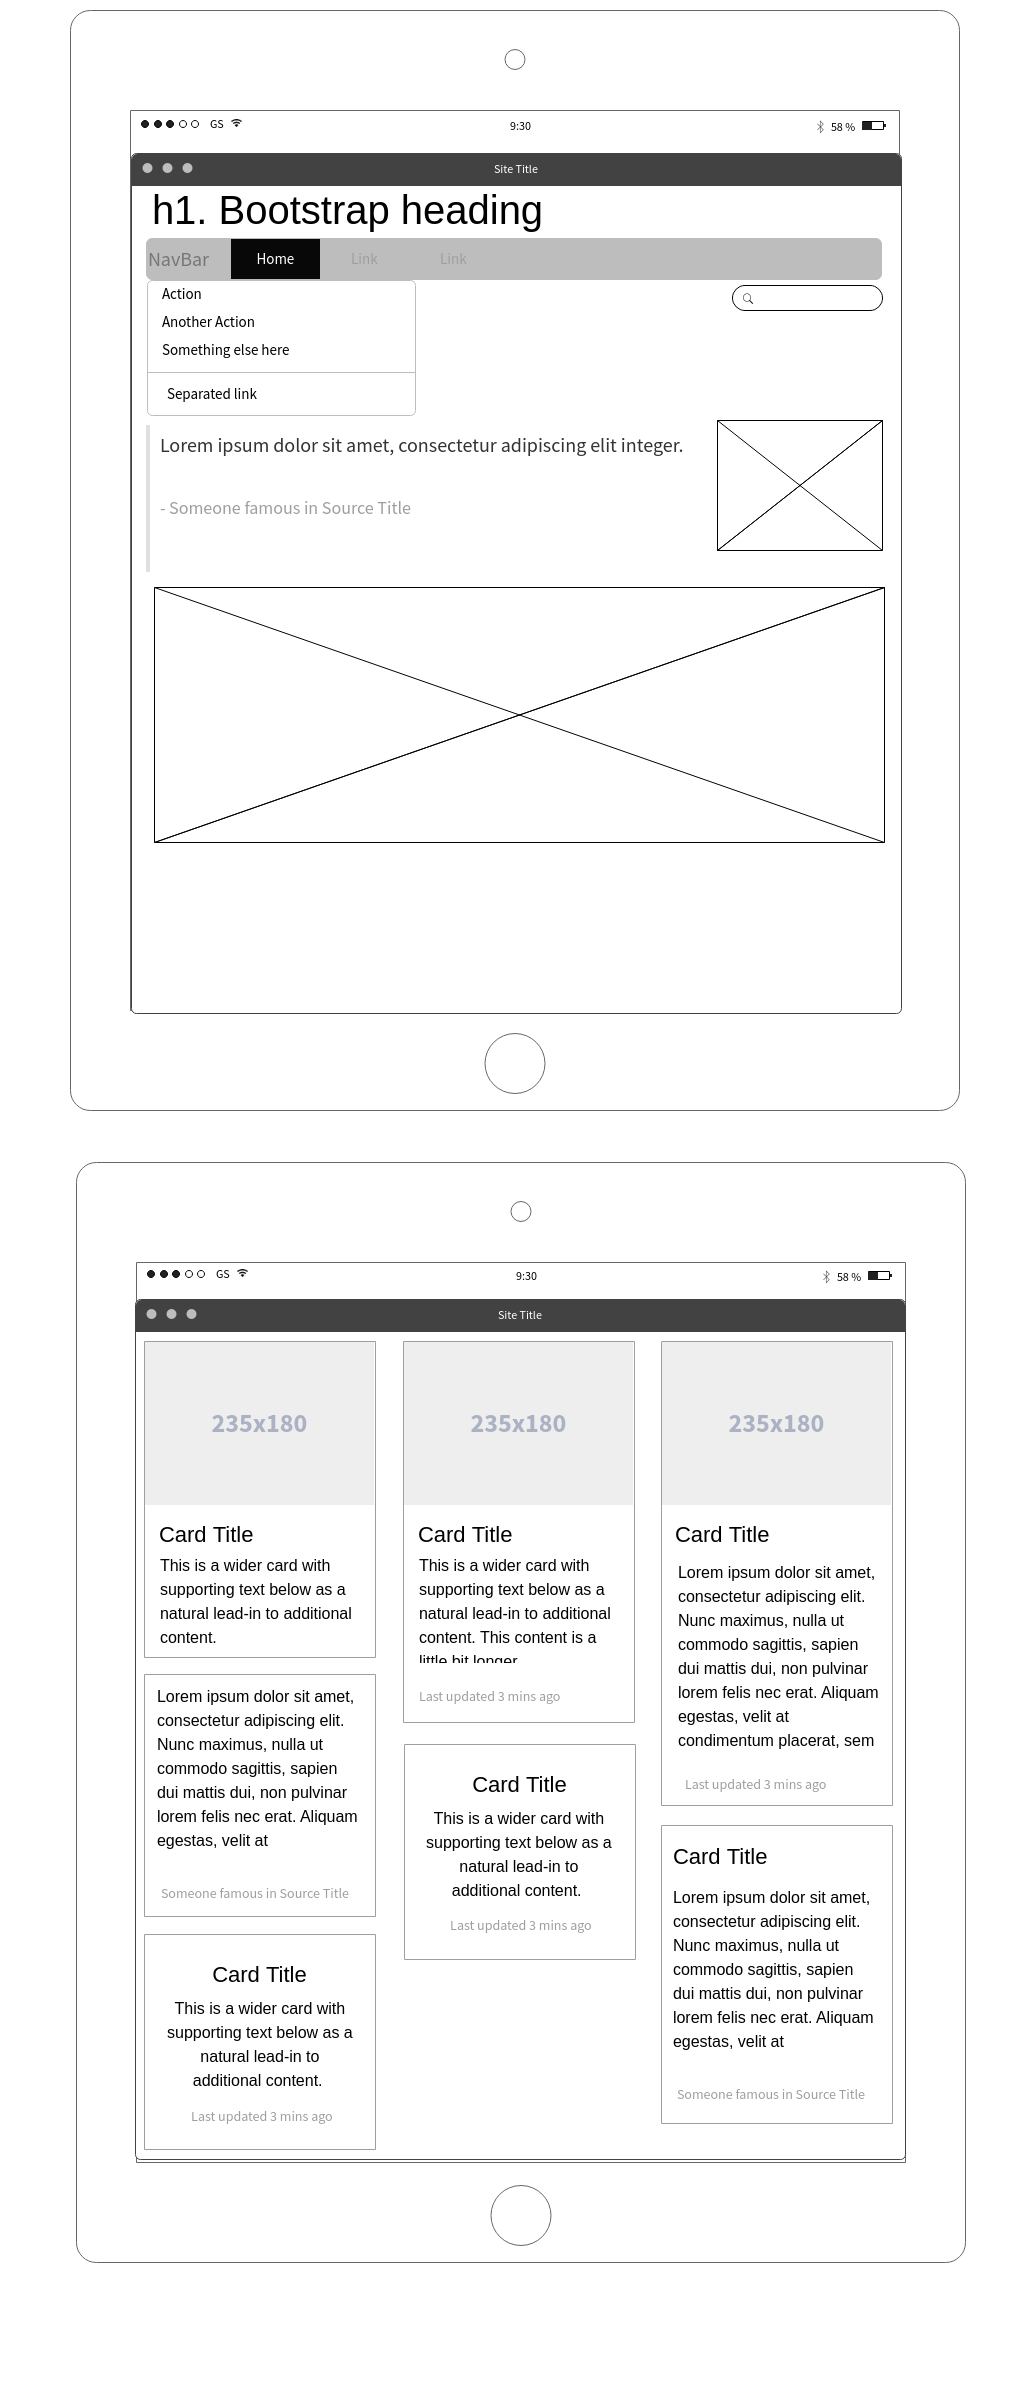 GS 9:30 58 %
Site Title
h1. Bootstrap heading
NavBar Home Link Link
Action
Another Action
Something else here
Separated link
Lorem ipsum dolor sit amet, consectetur adipiscing elit integer.
- Someone famous in Source Title
GS 9:30 58 %
Site Title
235x180
Card Title
This is a wider card with
supporting text below as a
natural lead-in to additional
content.
Lorem ipsum dolor sit amet,
consectetur adipiscing elit.
Nunc maximus, nulla ut
commodo sagittis, sapien
dui mattis dui, non pulvinar
lorem felis nec erat. Aliquam
egestas, velit at
Someone famous in Source Title
Card Title
This is a wider card with
supporting text below as a
natural lead-in to
additional content.
Last updated 3 mins ago
235x180
Card Title
This is a wider card with
supporting text below as a
natural lead-in to additional
content. This content is a
little bit longer
Last updated 3 mins ago
Card Title
This is a wider card with
supporting text below as a
natural lead-in to
additional content.
Last updated 3 mins ago
235x180
Card Title
Lorem ipsum dolor sit amet,
consectetur adipiscing elit.
Nunc maximus, nulla ut
commodo sagittis, sapien
dui mattis dui, non pulvinar
lorem felis nec erat. Aliquam
egestas, velit at
condimentum placerat, sem
Last updated 3 mins ago
Card Title
Lorem ipsum dolor sit amet,
consectetur adipiscing elit.
Nunc maximus, nulla ut
commodo sagittis, sapien
dui mattis dui, non pulvinar
lorem felis nec erat. Aliquam
egestas, velit at
Someone famous in Source Title